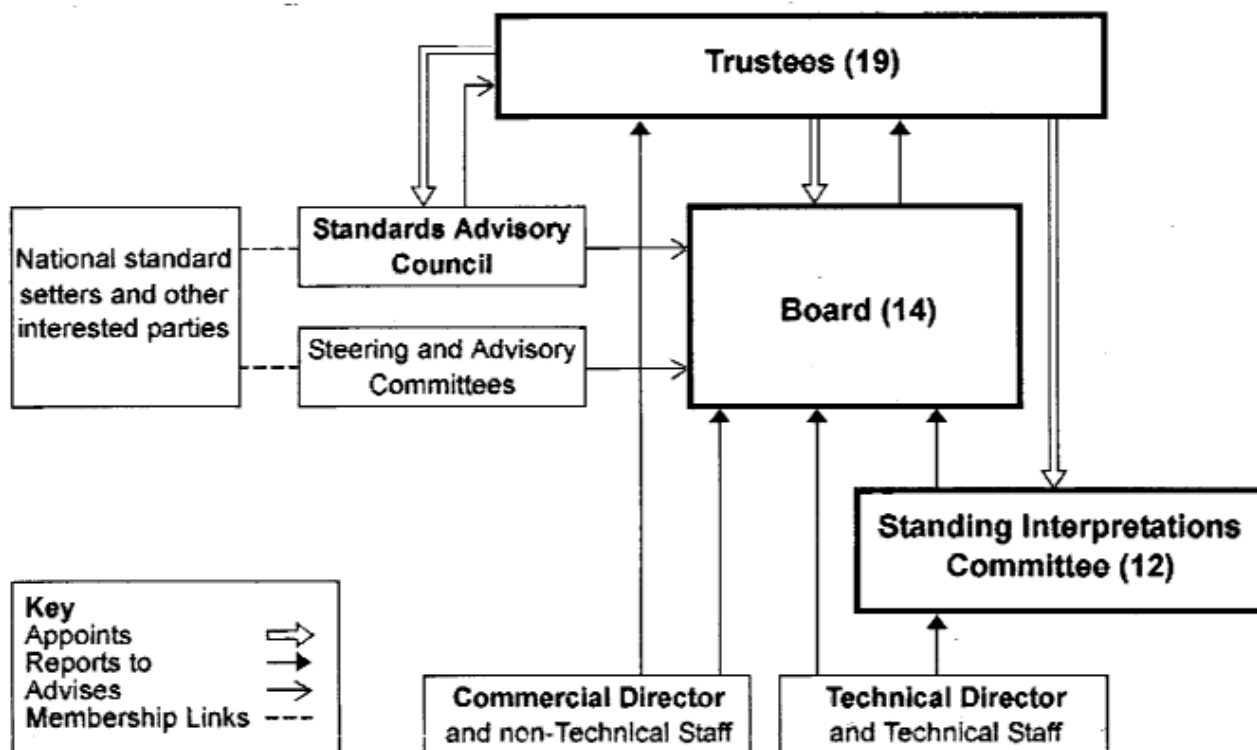 Trustees (19)
National standard
setters and other
interested parties
Standards Advisory
Council
Steering and Advisory
Committees
Board (14)
Standing Interpretations
Committee (12)
Key
Appoints
Reports to
Advises
Membership Links
Commercial Director
and non-Technical Staff
Technical Director
and Technical Staff